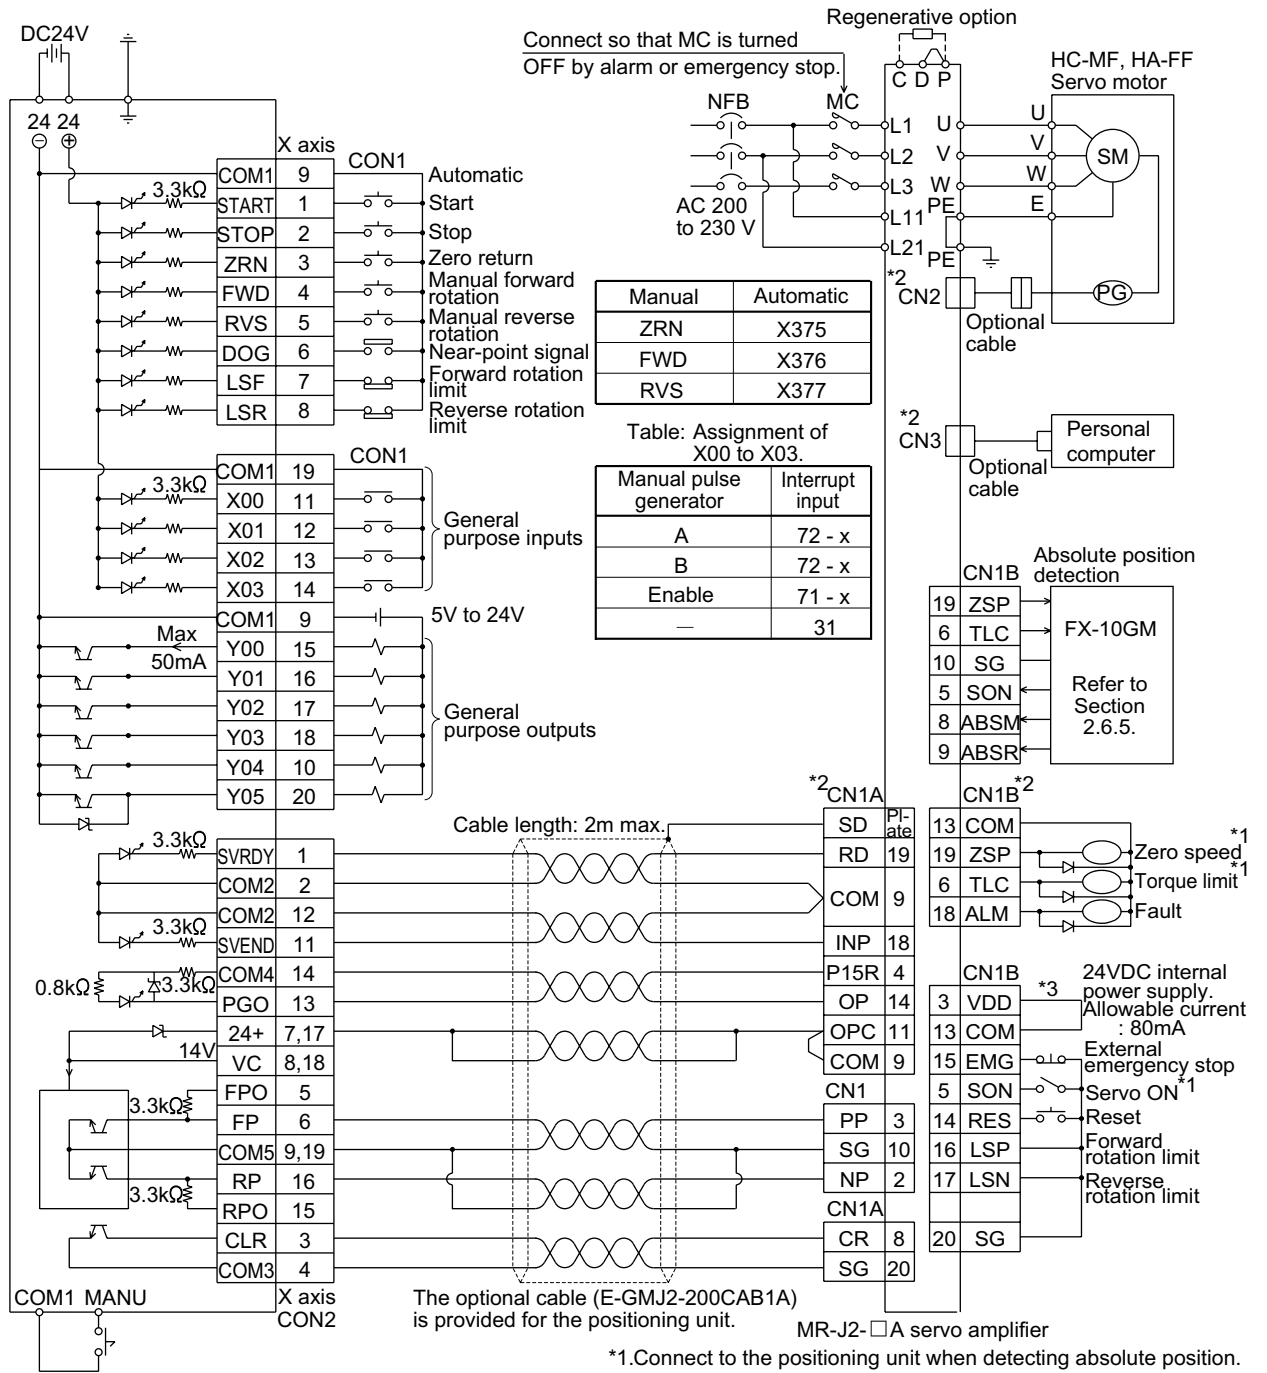 DC24V
24 24
⊖ ⊕
X axis
CON1
COM1 9 Automatic
3.3kΩ START 1 Start
STOP 2 Stop
ZRN 3 Zero return
FWD 4 Manual forward
rotation
RVS 5 Manual reverse
rotation
DOG 6 Near-point signal
LSF 7 Forward rotation
limit
LSR 8 Reverse rotation
limit
CON1
COM1 19
3.3kΩ X00 11
X01 12
X02 13
X03 14
General
purpose inputs
COM1 9 5V to 24V
Max
50mA
Y00 15
Y01 16
Y02 17
Y03 18
Y04 10
Y05 20
General
purpose outputs
3.3kΩ SVRDY 1
COM2 2
COM2 12
3.3kΩ SVEND 11
COM4 14
0.8kΩ 3.3kΩ
PGO 13
24+ 7,17
14V VC 8,18
FPO 5
3.3kΩ
FP 6
COM5 9,19
RP 16
3.3kΩ
RPO 15
CLR 3
COM3 4
X axis
CON2
COM1 MANU
Connect so that MC is turned
OFF by alarm or emergency stop.
Regenerative option
C D P
NFB MC
AC 200
to 230 V
L1 U
L2 V
L3 W
L11 PE
L21 PE
HC-MF, HA-FF
Servo motor
U
V
W
E
SM
PG
*2
CN2
Optional
cable
*2
CN3
Optional
cable
Personal
computer
Manual Automatic
ZRN X375
FWD X376
RVS X377
Table: Assignment of
X00 to X03.
Manual pulse
generator
Interrupt
input
A 72 - x
B 72 - x
Enable 71 - x
— 31
CN1B
Absolute position
detection
19 ZSP
6 TLC
10 SG
5 SON
8 ABSM
9 ABSR
FX-10GM
Refer to
Section
2.6.5.
Cable length: 2m max.
*2
CN1A
SD Pl-
ate
RD 19
COM 9
INP 18
P15R 4
OP 14
OPC 11
COM 9
CN1
PP 3
SG 10
NP 2
CN1A
CR 8
SG 20
CN1B *2
13 COM
19 ZSP Zero speed *1
6 TLC Torque limit *1
18 ALM Fault
CN1B
*3
24VDC internal
power supply.
Allowable current
: 80mA
3 VDD
13 COM
15 EMG External
emergency stop
5 SON Servo ON *1
14 RES Reset
16 LSP Forward
rotation limit
17 LSN Reverse
rotation limit
20 SG
The optional cable (E-GMJ2-200CAB1A)
is provided for the positioning unit.
MR-J2-□A servo amplifier
*1.Connect to the positioning unit when detecting absolute position.